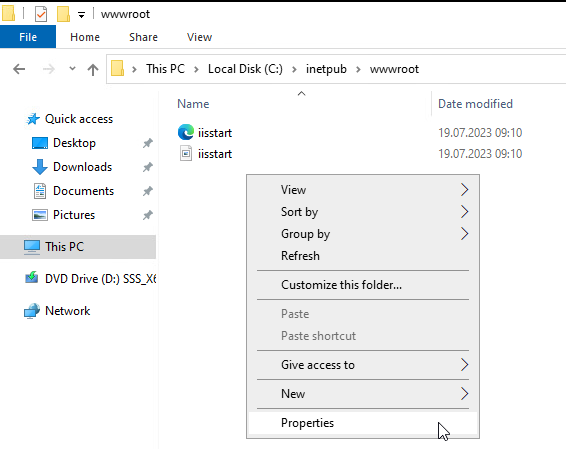 wwwroot
File Home Share View
This PC Local Disk (C:) inetpub wwwroot
Name Date modified
Quick access
Desktop
Downloads
Documents
Pictures
This PC
DVD Drive (D:) SSS_X6
Network
iisstart 19.07.2023 09:10
iisstart 19.07.2023 09:10
View
Sort by
Group by
Refresh
Customize this folder...
Paste
Paste shortcut
Give access to
New
Properties